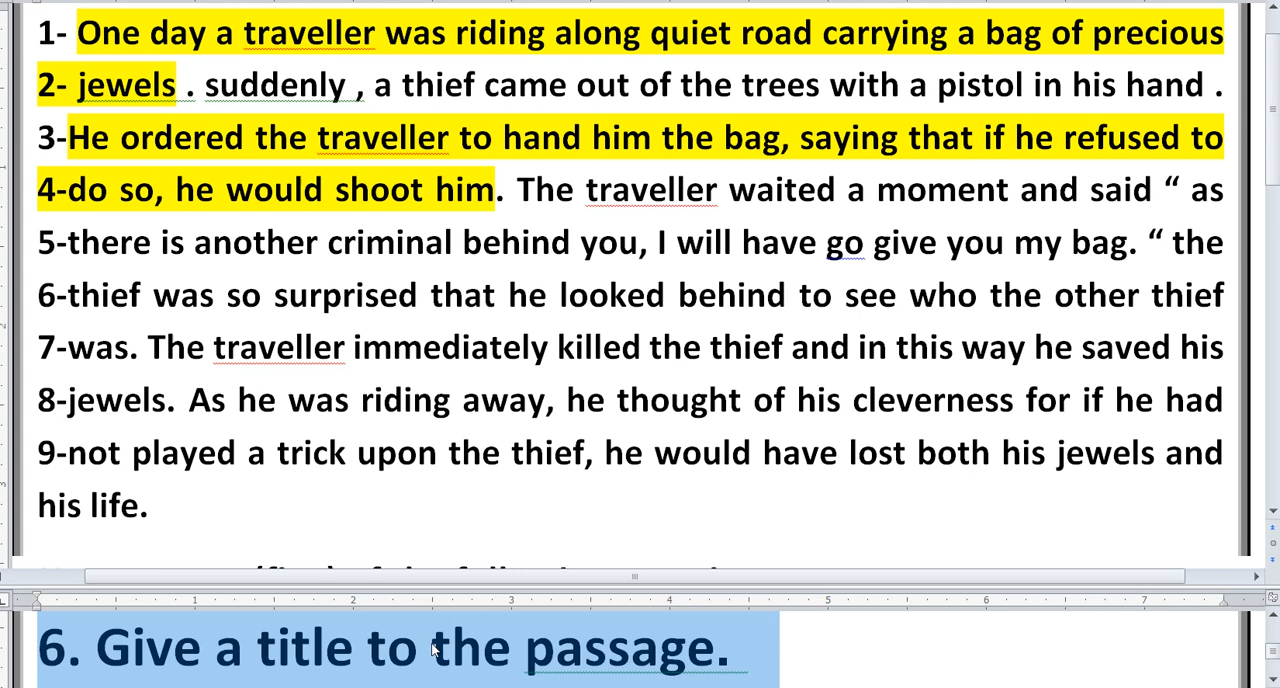 1- One day a traveller was riding along quiet road carrying a bag of precious
2- jewels . suddenly , a thief came out of the trees with a pistol in his hand .
3-He ordered the traveller to hand him the bag, saying that if he refused to
4-do so, he would shoot him. The traveller waited a moment and said “ as
5-there is another criminal behind you, I will have go give you my bag. “ the
6-thief was so surprised that he looked behind to see who the other thief
7-was. The traveller immediately killed the thief and in this way he saved his
8-jewels. As he was riding away, he thought of his cleverness for if he had
9-not played a trick upon the thief, he would have lost both his jewels and
his life.
1 2 3 4 5 6 7
6. Give a title to the passage.